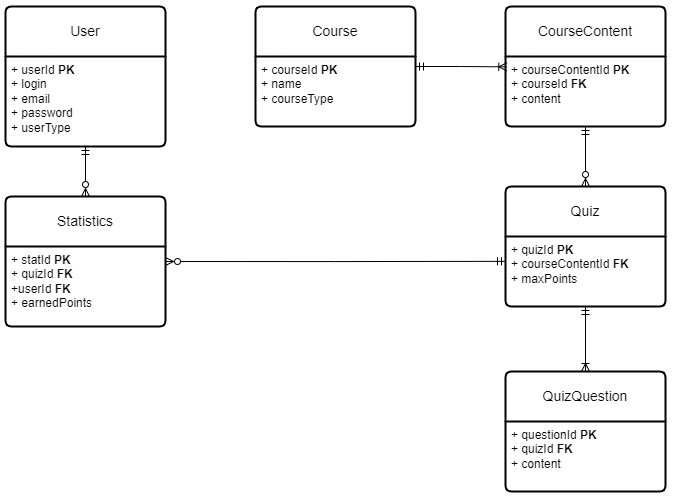 User
+ userId PK
+ login
+ email
+ password
+ userType
Course
+ courseId PK
+ name
+ courseType
CourseContent
+ courseContentId PK
+ courseId FK
+ content
Statistics
+ statId PK
+ quizId FK
+userId FK
+ earnedPoints
Quiz
+ quizId PK
+ courseContentId FK
+ maxPoints
QuizQuestion
+ questionId PK
+ quizId FK
+ content